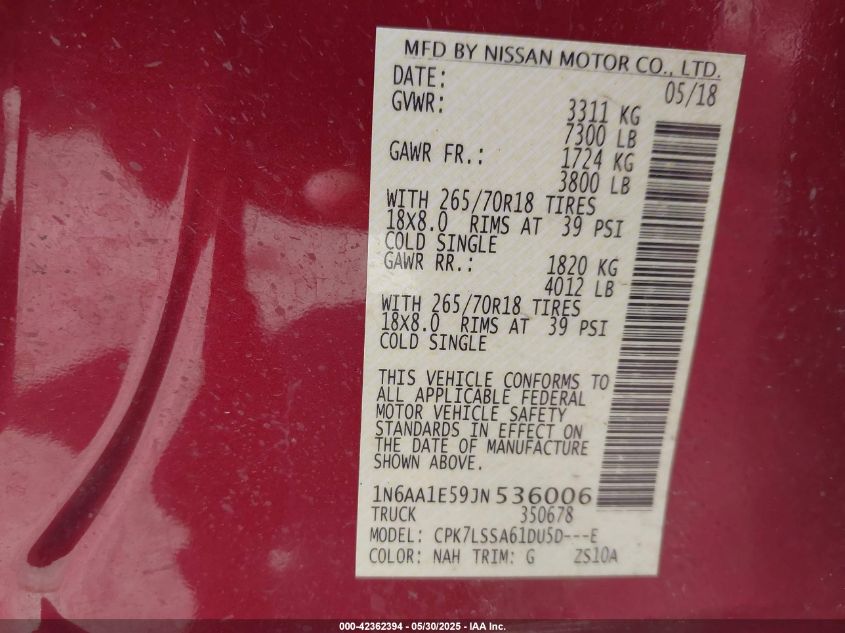 MFD BY NISSAN MOTOR CO., LTD.
DATE: 05/18
GVWR: 3311 KG
7300 LB
GAWR FR.: 1724 KG
3800 LB
WITH 265/70R18 TIRES
18X8.0 RIMS AT 39 PSI
COLD SINGLE
GAWR RR.: 1820 KG
4012 LB
WITH 265/70R18 TIRES
18X8.0 RIMS AT 39 PSI
COLD SINGLE
THIS VEHICLE CONFORMS TO
ALL APPLICABLE FEDERAL
MOTOR VEHICLE SAFETY
STANDARDS IN EFFECT ON
THE DATE OF MANUFACTURE
SHOWN ABOVE.
1N6AA1E59JN536006
TRUCK 350678
MODEL: CPK7LSSA61DU5D---E
COLOR: NAH TRIM: G ZS10A
000-42362394 - 05/30/2025 - IAA Inc.